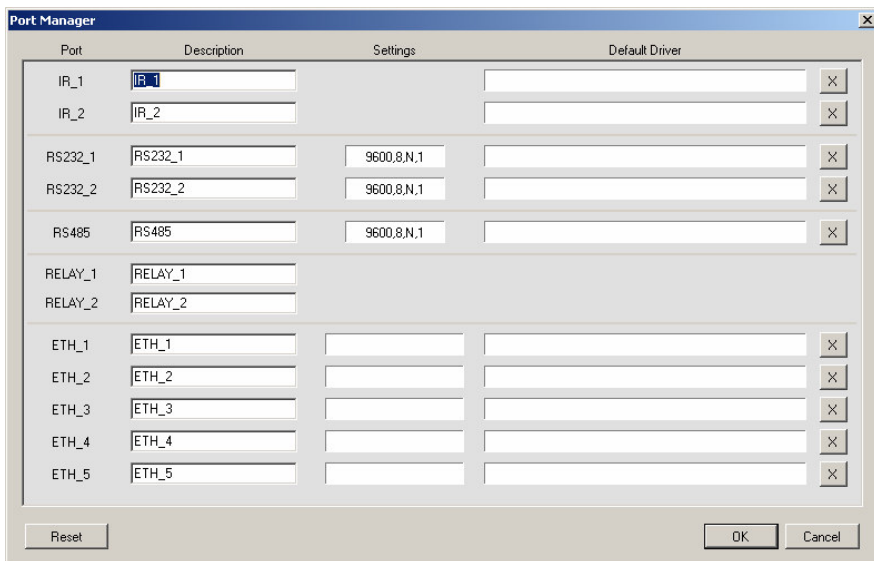 Port Manager X
Port Description Settings Default Driver
IR_1 IR_1 X
IR_2 IR_2 X
RS232_1 RS232_1 9600,8,N,1 X
RS232_2 RS232_2 9600,8,N,1 X
RS485 RS485 9600,8,N,1 X
RELAY_1 RELAY_1
RELAY_2 RELAY_2
ETH_1 ETH_1 X
ETH_2 ETH_2 X
ETH_3 ETH_3 X
ETH_4 ETH_4 X
ETH_5 ETH_5 X
Reset OK Cancel